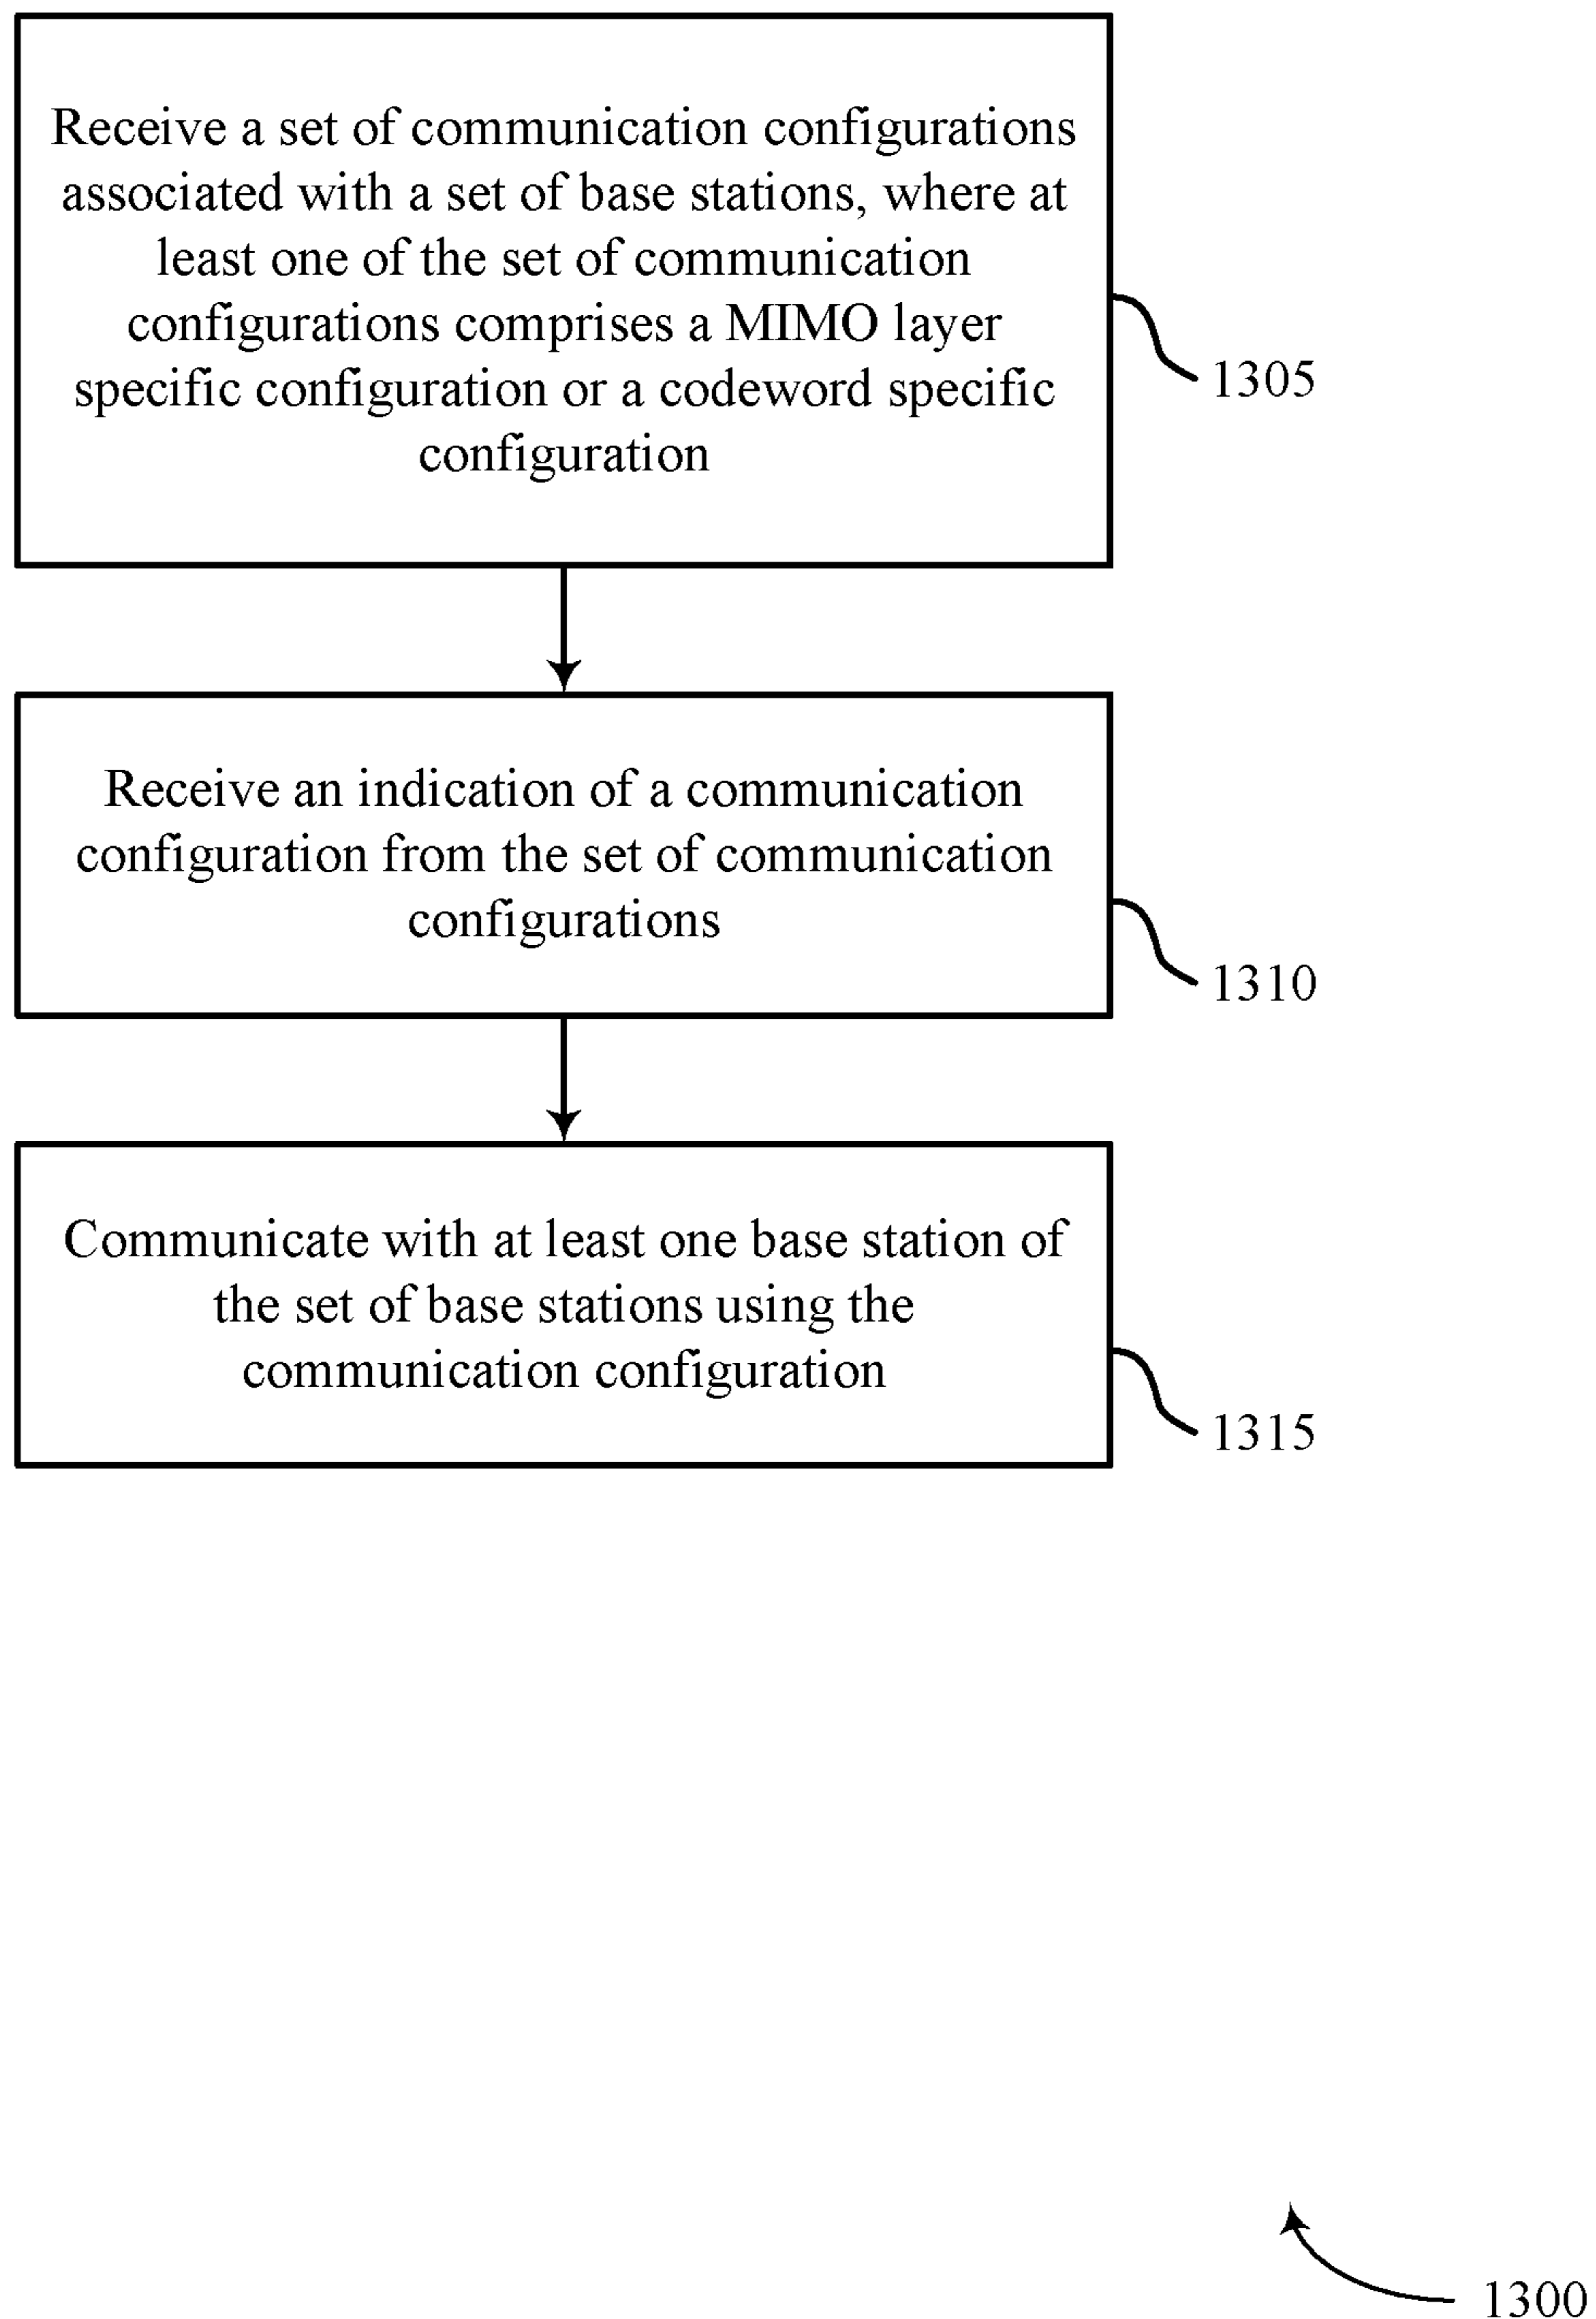 Receive a set of communication configurations
associated with a set of base stations, where at
least one of the set of communication
configurations comprises a MIMO layer
specific configuration or a codeword specific
configuration
1305
Receive an indication of a communication
configuration from the set of communication
configurations
1310
Communicate with at least one base station of
the set of base stations using the
communication configuration
1315
1300